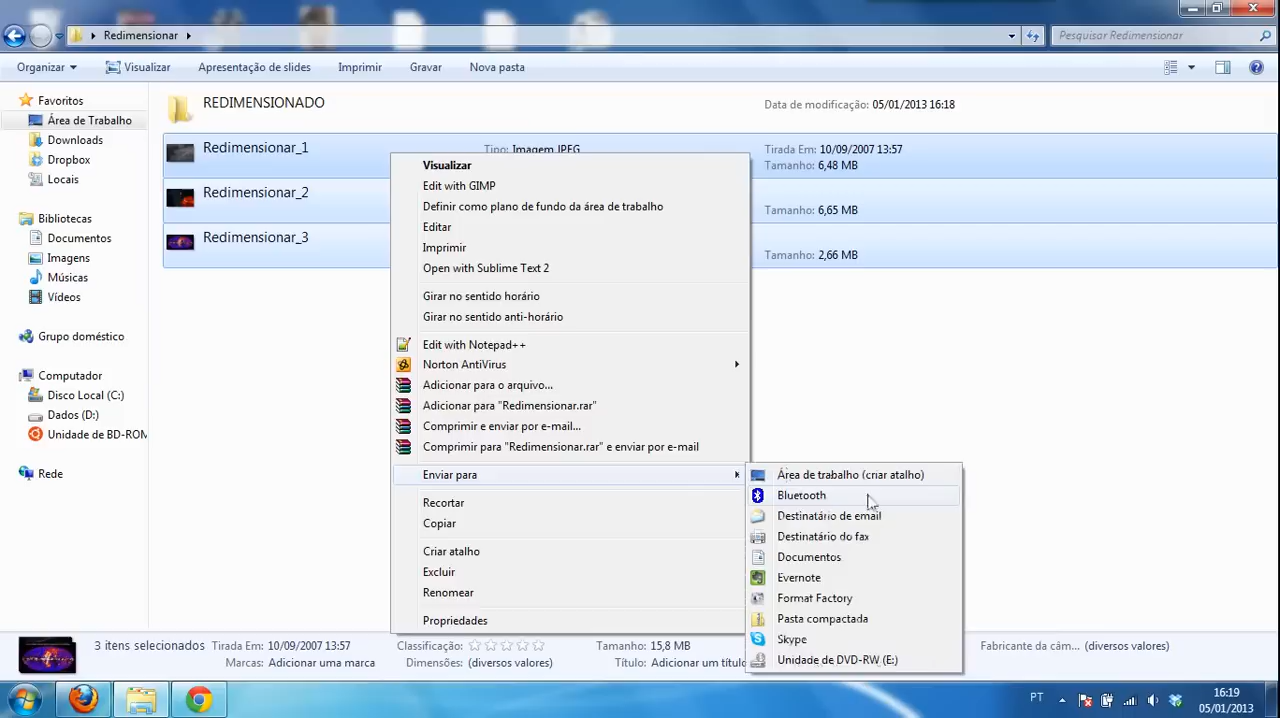 Redimensionar
Pesquisar Redimensionar
Organizar
Visualizar
Apresentação de slides
Imprimir
Gravar
Nova pasta
Favoritos
Área de Trabalho
Downloads
Dropbox
Locais
Bibliotecas
Documentos
Imagens
Músicas
Vídeos
Grupo doméstico
Computador
Disco Local (C:)
Dados (D:)
Unidade de BD-ROM
Rede
REDIMENSIONADO
Data de modificação: 05/01/2013 16:18
Redimensionar_1
Tipo: Imagem JPEG
Tirada Em: 10/09/2007 13:57
Tamanho: 6,48 MB
Redimensionar_2
Tamanho: 6,65 MB
Redimensionar_3
Tamanho: 2,66 MB
Visualizar
Edit with GIMP
Definir como plano de fundo da área de trabalho
Editar
Imprimir
Open with Sublime Text 2
Girar no sentido horário
Girar no sentido anti-horário
Edit with Notepad++
Norton AntiVirus
Adicionar para o arquivo...
Adicionar para "Redimensionar.rar"
Comprimir e enviar por e-mail...
Comprimir para "Redimensionar.rar" e enviar por e-mail
Enviar para
Recortar
Copiar
Criar atalho
Excluir
Renomear
Propriedades
Área de trabalho (criar atalho)
Bluetooth
Destinatário de email
Destinatário do fax
Documentos
Evernote
Format Factory
Pasta compactada
Skype
Unidade de DVD-RW (E:)
3 itens selecionados
Tirada Em: 10/09/2007 13:57
Marcas: Adicionar uma marca
Classificação:
Dimensões: (diversos valores)
Tamanho: 15,8 MB
Título: Adicionar um título
Fabricante da câm... (diversos valores)
PT
16:19
05/01/2013